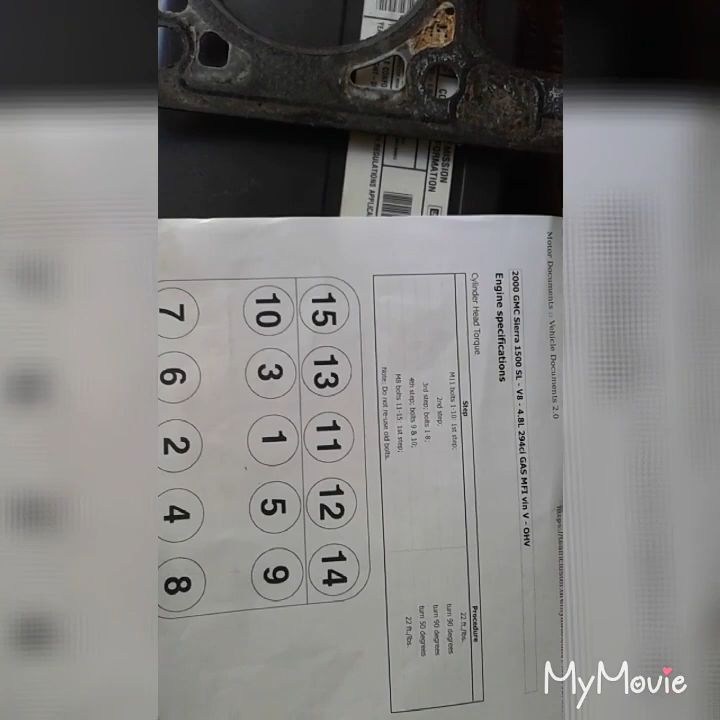 Motor Documents :: Vehicle Documents 2.0
2000 GMC Sierra 1500 SL - V8 - 4.8L 294ci GAS MFI vin V - OHV
Engine specifications
Cylinder Head Torque
Step Procedure
M11 bolts 1-10: 1st step; 22 ft./lbs.
2nd step; turn 90 degrees
3rd step; bolts 1-8; turn 90 degrees
4th step; bolts 9 & 10; turn 50 degrees
M8 bolts 11-15: 1st step; 22 ft./lbs.
Note: Do not re-use old bolts.
15 13 11 12 14
10 3 1 5 9
7 6 2 4 8
REGULATIONS
MyMovie